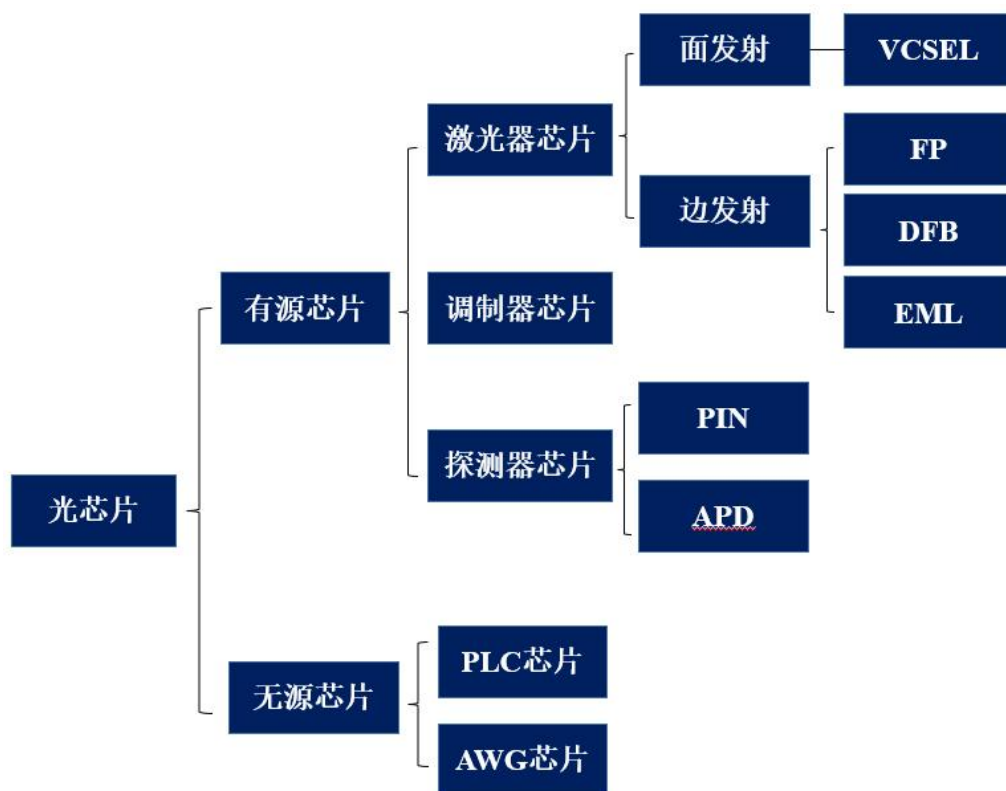 面发射
VCSEL
激光器芯片
FP
边发射
DFB
有源芯片
调制器芯片
EML
PIN
探测器芯片
光芯片
APD
PLC芯片
无源芯片
AWG芯片